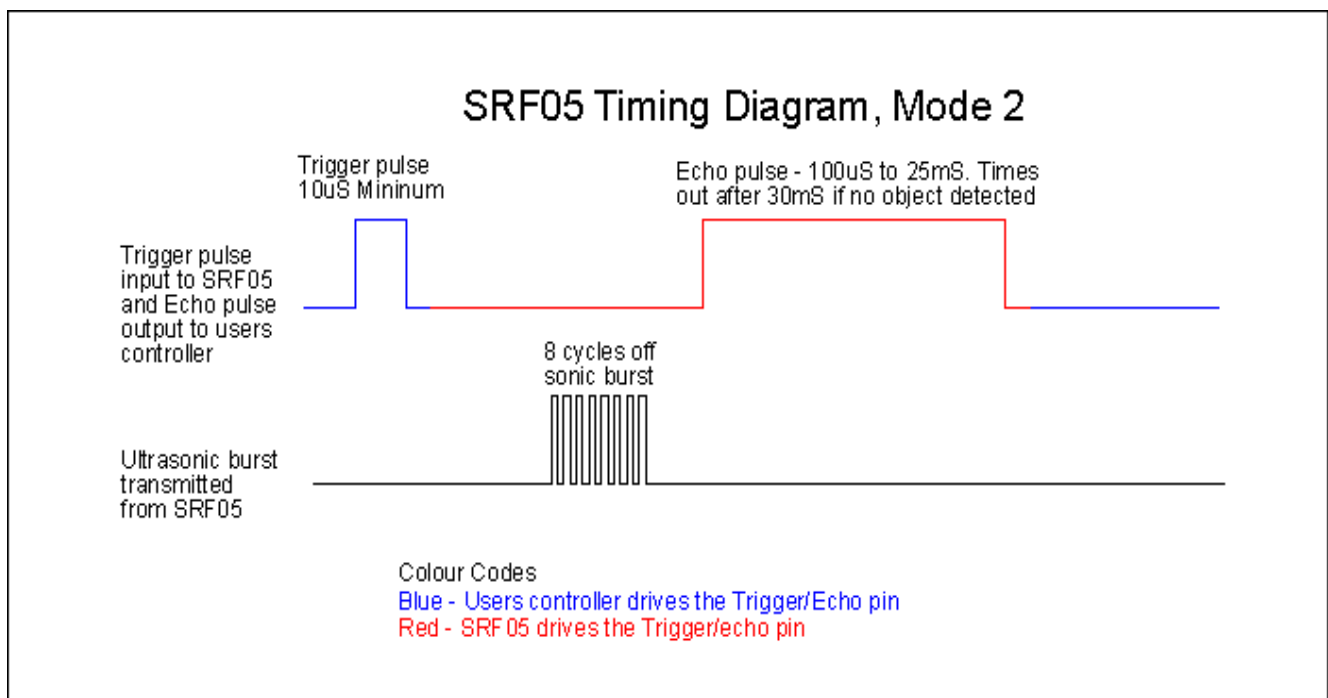 SRF05 Timing Diagram, Mode 2
Trigger pulse
10uS Mininum
Echo pulse - 100uS to 25mS. Times
out after 30mS if no object detected
Trigger pulse
input to SRF05
and Echo pulse
output to users
controller
8 cycles off
sonic burst
Ultrasonic burst
transmitted
from SRF05
Colour Codes
Blue - Users controller drives the Trigger/Echo pin
Red - SRF05 drives the Trigger/echo pin